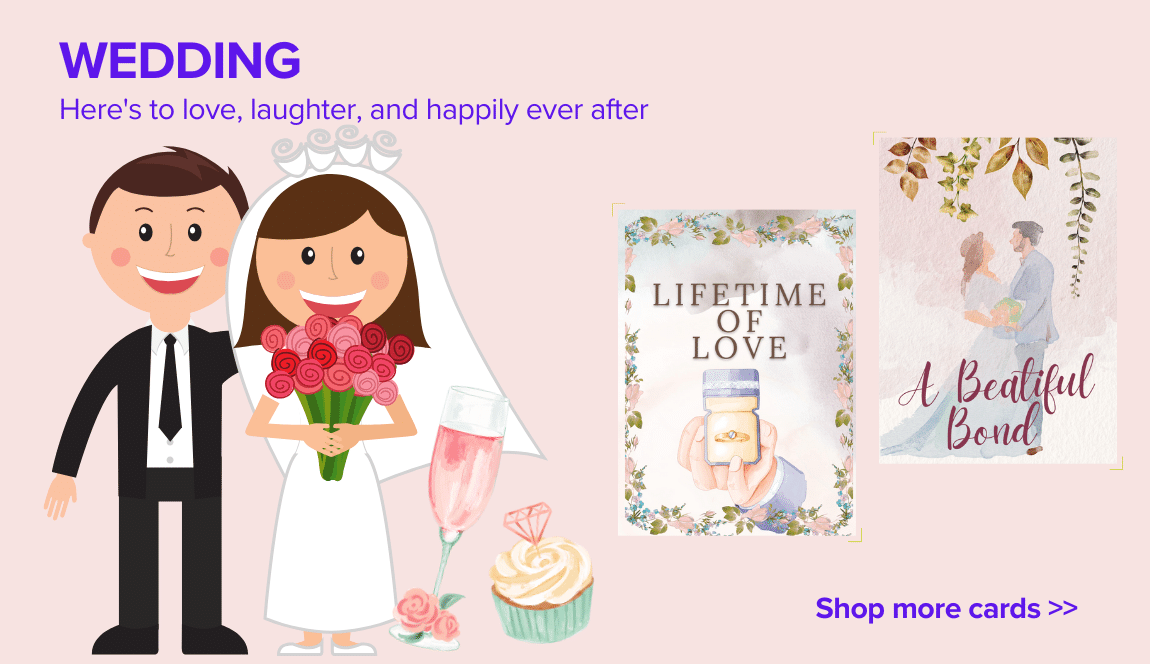 WEDDING
Here's to love, laughter, and happily ever after
LIFETIME
OF
LOVE
A Beatiful
Bond
Shop more cards >>